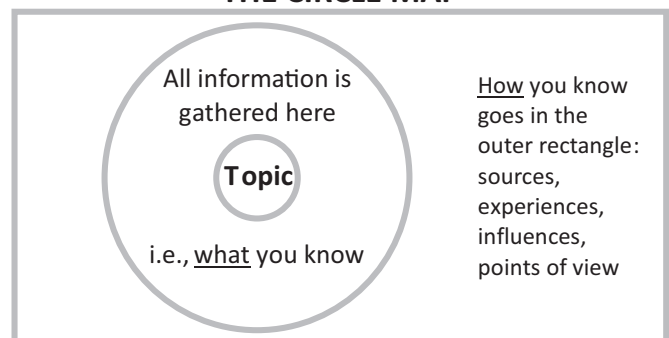 THE CIRCLE MAP
All information is
gathered here
Topic
i.e., what you know
How you know
goes in the
outer rectangle:
sources,
experiences,
influences,
points of view